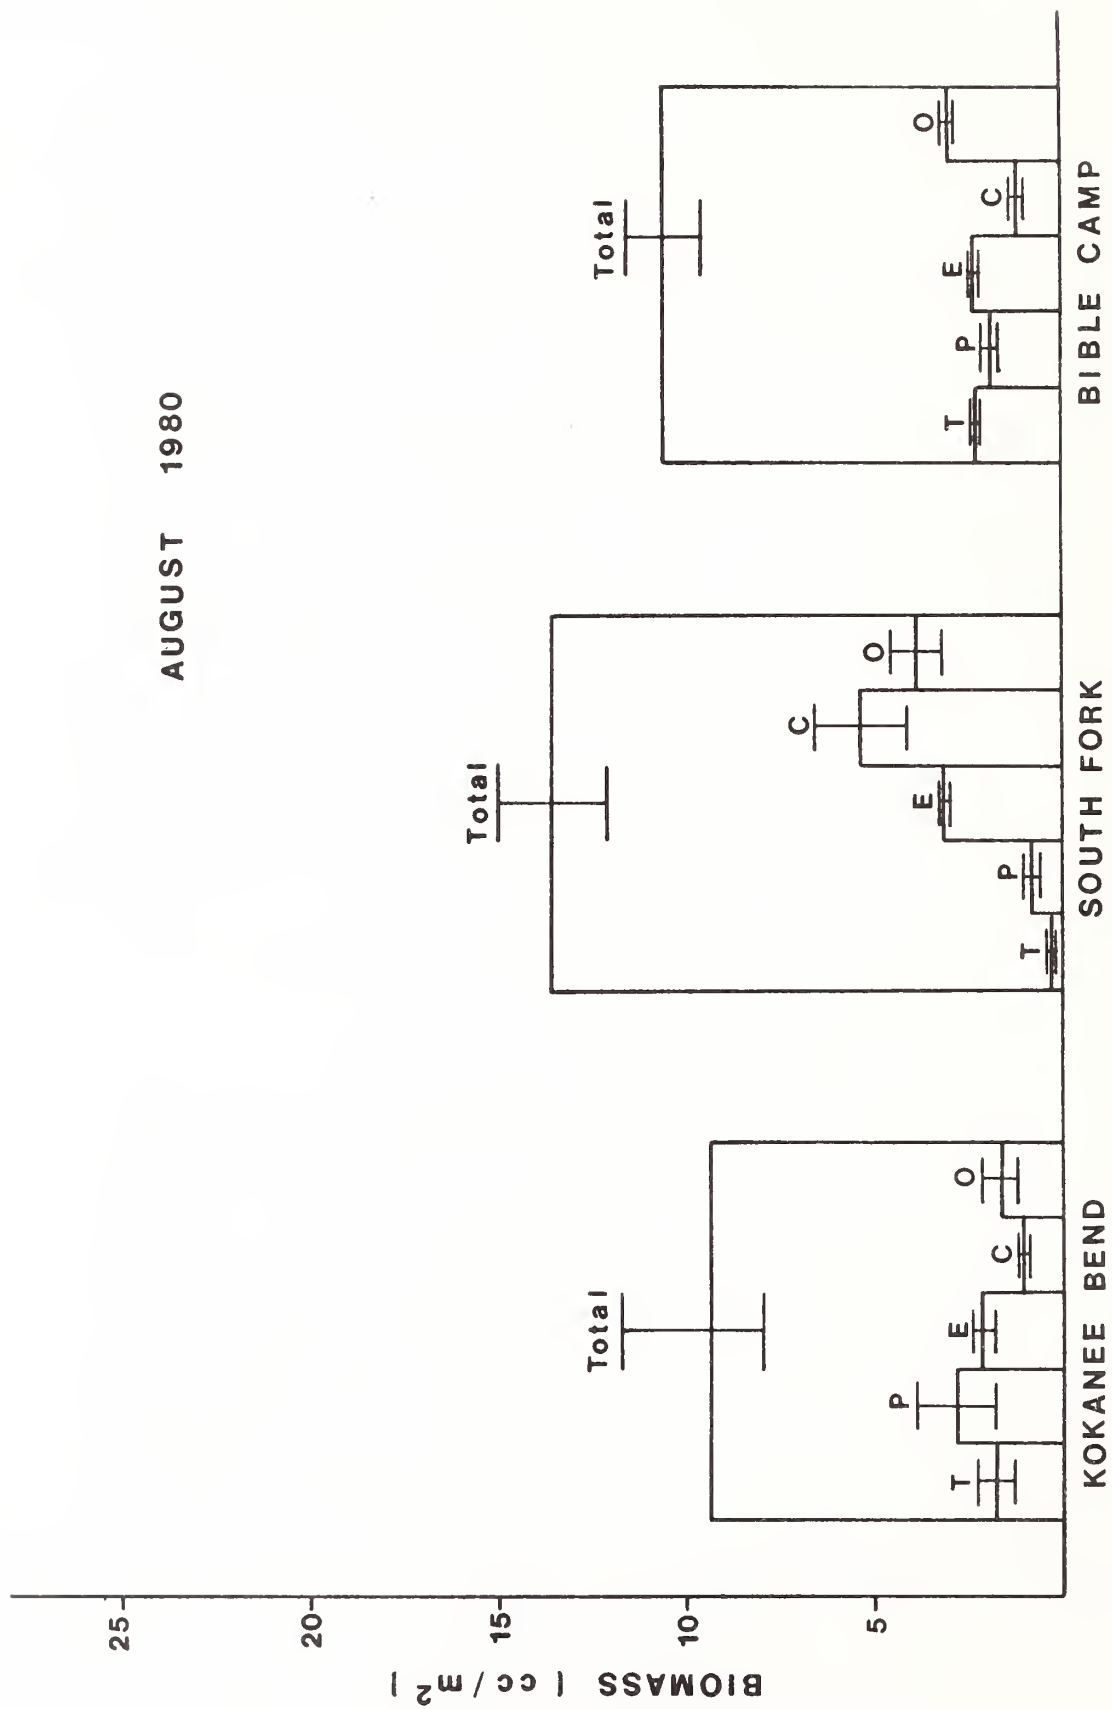 AUGUST 1980
BIOMASS ( cc/m² )
25
20
15
10
5
Total
T
P
E
C
O
KOKANEE BEND
Total
T
P
E
C
O
SOUTH FORK
Total
T
P
E
C
O
BIBLE CAMP